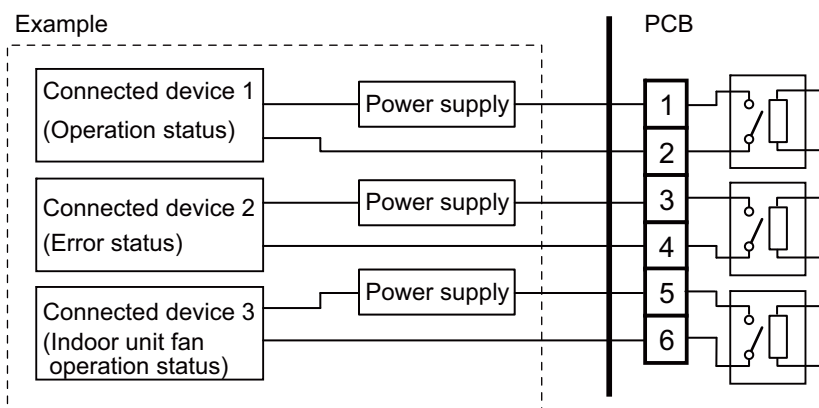 Example
PCB
Connected device 1
(Operation status)
Power supply
1
2
Connected device 2
(Error status)
Power supply
3
4
Connected device 3
(Indoor unit fan
operation status)
Power supply
5
6